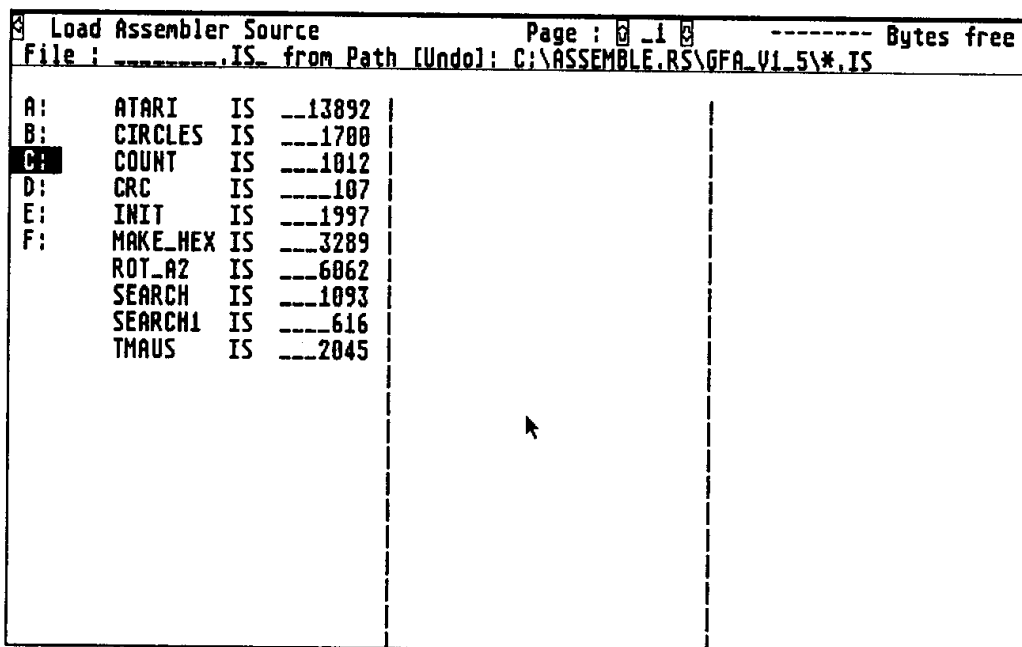 Load Assembler Source Page : _1 -------- Bytes free
File : ________.IS_ from Path [Undo]: C:\ASSEMBLE.RS\GFA_V1_5\*.IS
A: ATARI IS __13892
B: CIRCLES IS ___1700
C: COUNT IS ___1012
D: CRC IS ____107
E: INIT IS ___1997
F: MAKE_HEX IS ___3289
ROT_A2 IS ___6062
SEARCH IS ___1093
SEARCH1 IS ____616
TMAUS IS ___2045